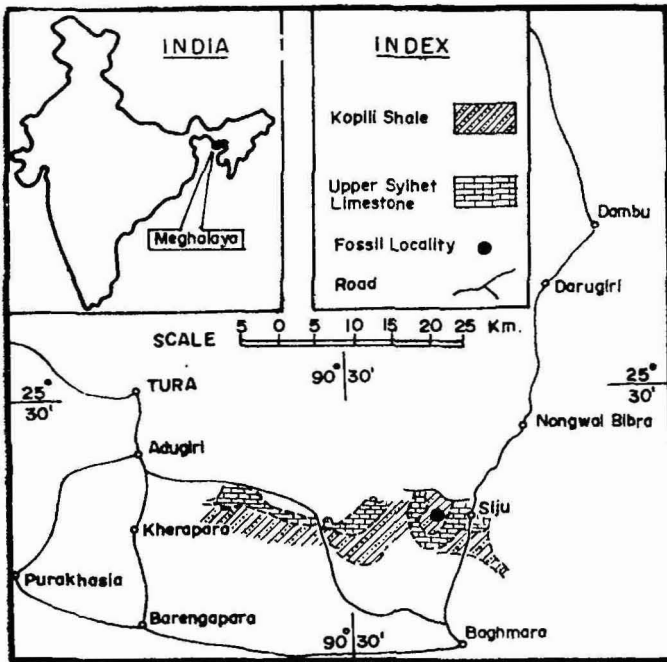 INDIA
Meghalaya
INDEX
Kopili Shale
Upper Sylhet
Limestone
Fossil Locality
Road
SCALE
5 0 5 10 15 20 25 Km.
Dambu
Darugiri
TURA
25°
30'
90° 30'
25°
30'
Nongwal Bibra
Adugiri
Siju
Kherapara
Purakhasia
Barengapara
90° 30'
Baghmara